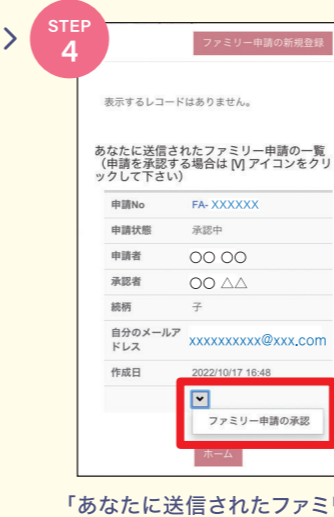 STEP
4
ファミリー申請の新規登録
表示するレコードはありません。
あなたに送信されたファミリー申請の一覧
（申請を承認する場合は [V] アイコンをクリ
ックして下さい）
申請No FA- XXXXXX
申請状態 承認中
申請者 〇〇 〇〇
承認者 〇〇 △△
続柄 子
自分のメールア
ドレス xxxxxxxxxx@xxx.com
作成日 2022/10/17 16:48
ファミリー申請の承認
ホーム
「あなたに送信されたファミ